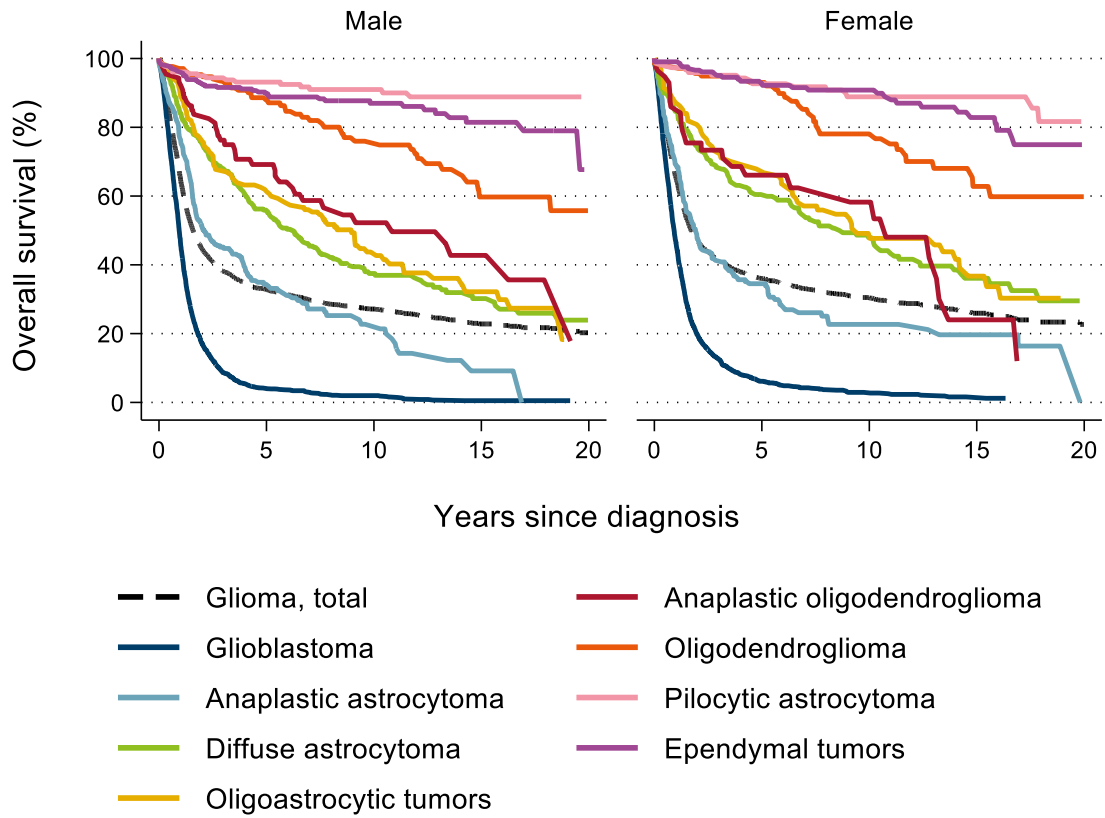 Male Female
Overall survival (%)
100
80
60
40
20
0
0 5 10 15 20 0 5 10 15 20
Years since diagnosis
Glioma, total Anaplastic oligodendroglioma
Glioblastoma Oligodendroglioma
Anaplastic astrocytoma Pilocytic astrocytoma
Diffuse astrocytoma Ependymal tumors
Oligoastrocytic tumors